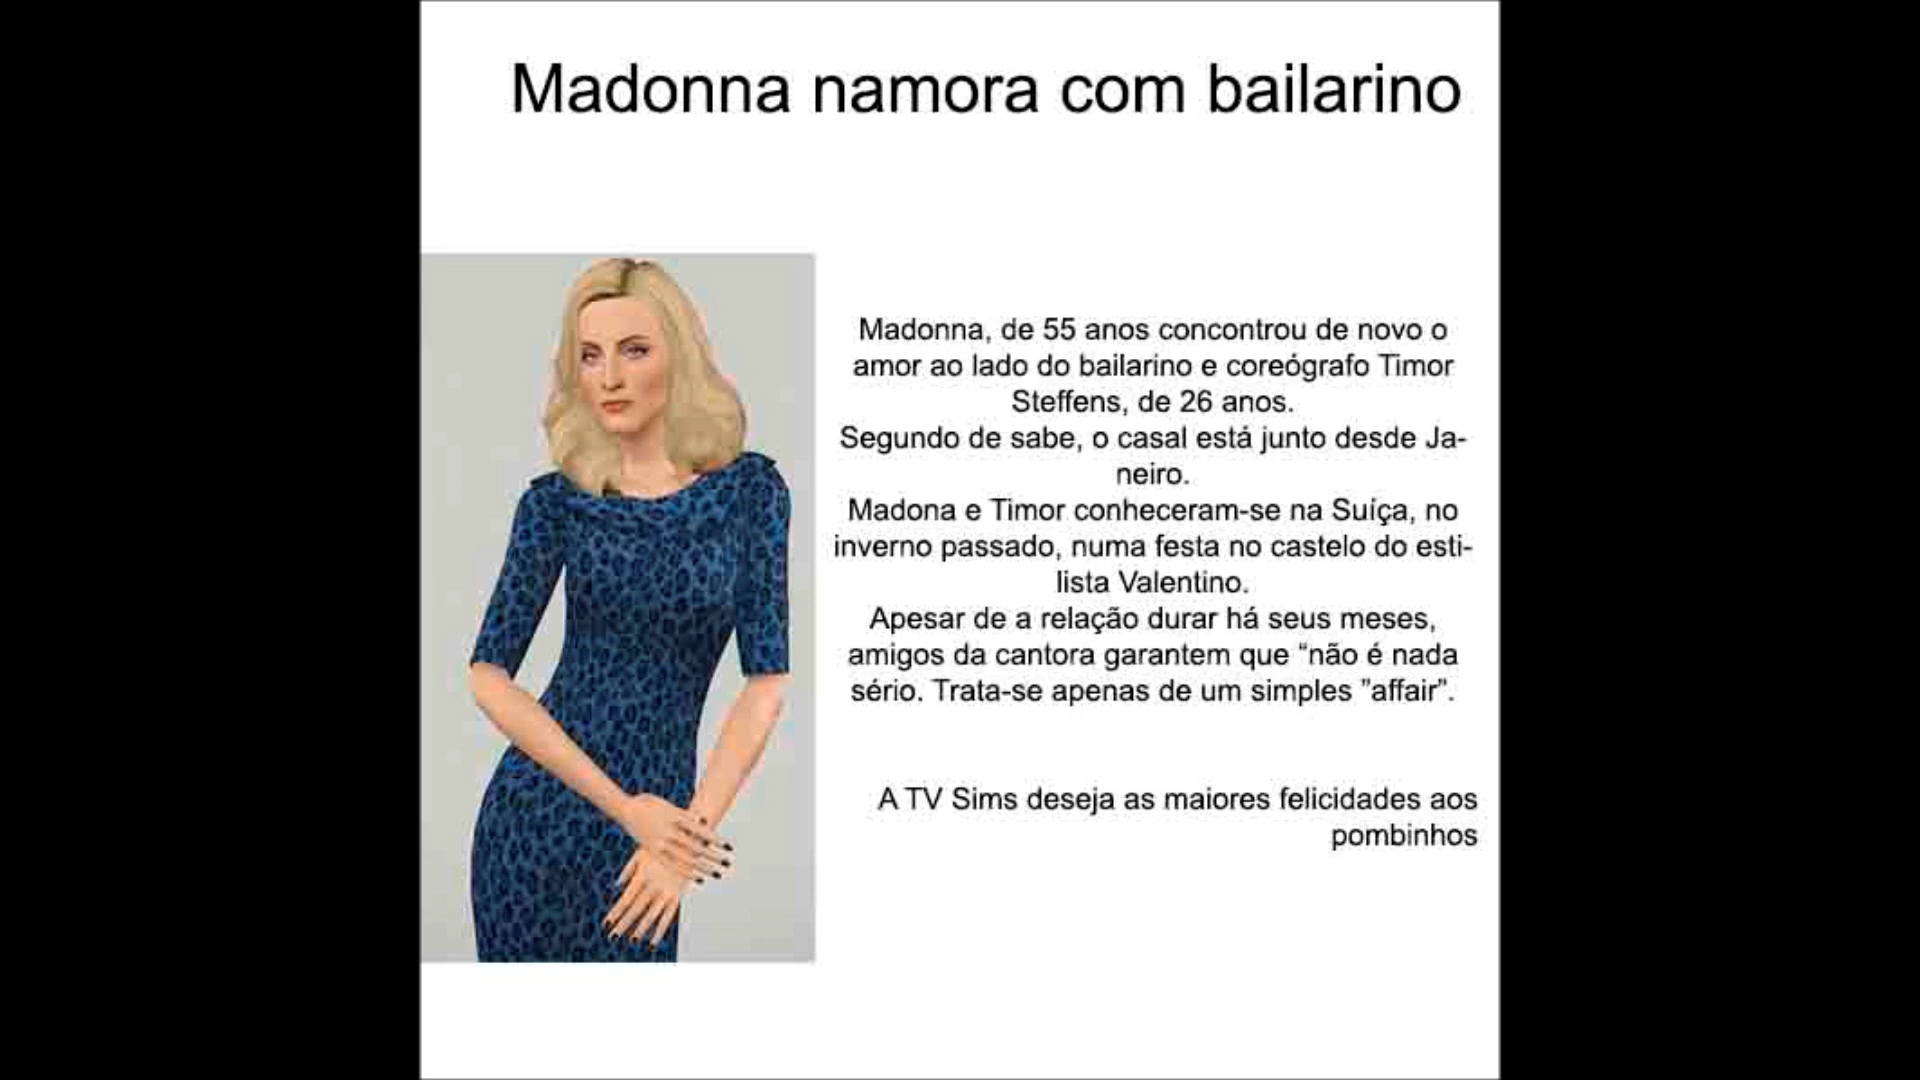 Madonna namora com bailarino
Madonna, de 55 anos concontrou de novo o
amor ao lado do bailarino e coreógrafo Timor
Steffens, de 26 anos.
Segundo de sabe, o casal está junto desde Ja-
neiro.
Madona e Timor conheceram-se na Suíça, no
inverno passado, numa festa no castelo do esti-
lista Valentino.
Apesar de a relação durar há seus meses,
amigos da cantora garantem que “não é nada
sério. Trata-se apenas de um simples ”affair”.
A TV Sims deseja as maiores felicidades aos
pombinhos